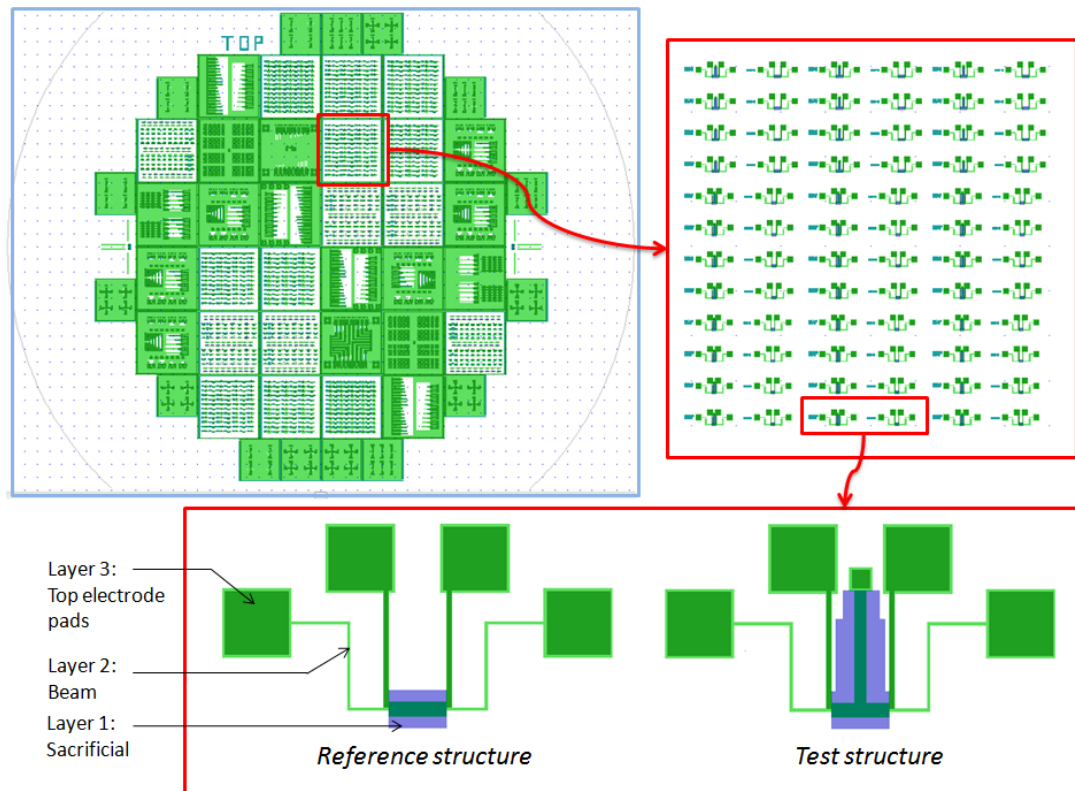 TOP
Layer 3:
Top electrode
pads
Layer 2:
Beam
Layer 1:
Sacrificial
Reference structure
Test structure